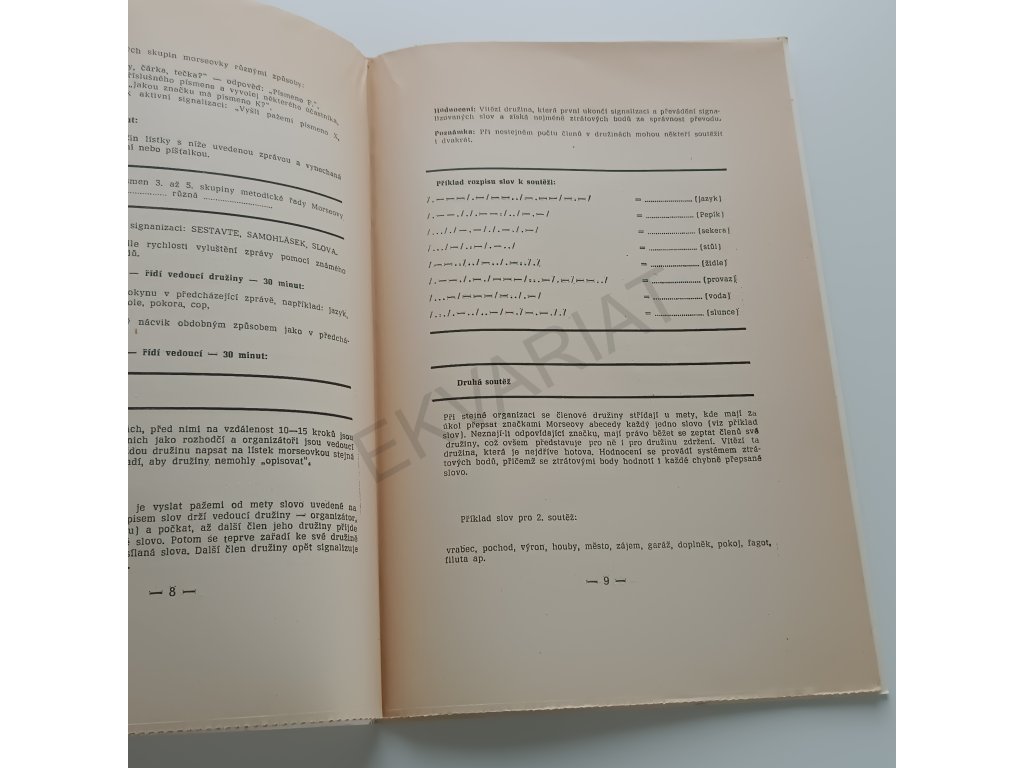 ch skupin morseovky různými způsoby:
y, čárka, tečka?" — odpověď: „Písmeno F.".
říslušného písmena a vyvolej některého účastníka,
„Jakou značku má písmeno K?".
k aktivní signalizaci: „Vyšli pažemi písmeno X,
nt:
in lístky s níže uvedenou zprávou a vynechaná
ní nebo píšťalkou.
smen 3. až 5. skupiny metodické řady Morseovy
.................... různá ............................
signanizaci: SESTAVTE, SAMOHLÁSEK, SLOVA.
dle rychlosti vyluštění zprávy pomocí známého
dů.
— řídí vedoucí družiny — 30 minut:
okynu v předcházející zprávě, například: jazyk,
ole, pokora, cop,
ý nácvik obdobným způsobem jako v předchá-
— řídí vedoucí — 30 minut:
ách, před nimi na vzdálenost 10—15 kroků jsou
nich jako rozhodčí a organizátoři jsou vedoucí
dou družinu napsat na lístek morseovkou stejná
adí, aby družiny nemohly „opisovat".
je vyslat pažemi od mety slovo uvedené na
pisem slov drží vedoucí družiny — organizátor,
u) a počkat, až další člen jeho družiny přijde
slovo. Potom se teprve zařadí ke své družině
sílaná slova. Další člen družiny opět signalizuje
— 8 —
Hodnocení: Vítězí družina, která první ukončí signalizaci a převádění signa-
lizovaných slov a získá nejméně ztrátových bodů za správnost převodu.
Poznámka: Při nestejném počtu členů v družinách mohou někteří soutěžit
i dvakrát.
Příklad rozpisu slov k soutěži:
= ...................... (jazyk)
= ...................... (Pepík)
= ...................... (sekera)
= ...................... (stůl)
= ...................... (židle)
= ...................... (provaz)
= ...................... (voda)
= ...................... (slunce)
Druhá soutěž
Při stejné organizaci se členové družiny střídají u mety, kde mají za
úkol přepsat značkami Morseovy abecedy každý jedno slovo (viz příklad
slov). Neznají-li odpovídající značku, mají právo běžet se zeptat členů své
družiny, což ovšem představuje pro ně i pro družinu zdržení. Vítězí ta
družina, která je nejdříve hotova. Hodnocení se provádí systémem ztrá-
tových bodů, přičemž se ztrátovými body hodnotí i každé chybně přepsané
slovo.
Příklad slov pro 2. soutěž:
vrabec, pochod, výron, houby, město, zájem, garáž, doplněk, pokoj, fagot,
filuta ap.
— 9 —
EKVARIAT